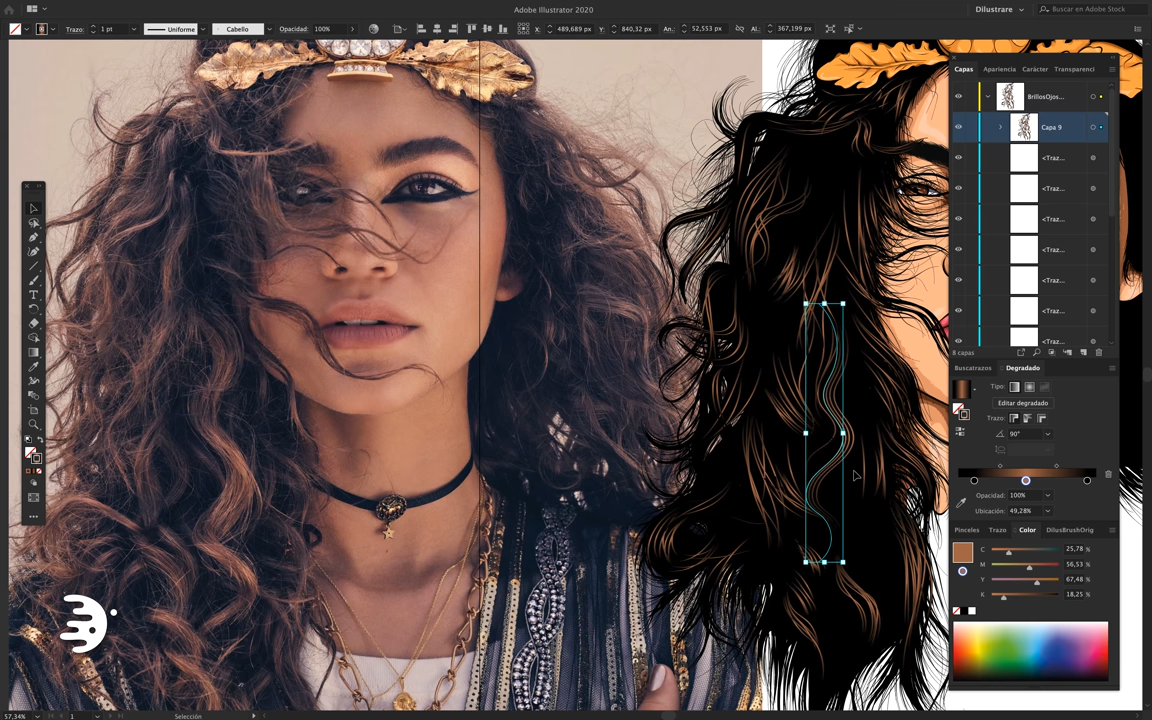 Adobe Illustrator 2020
Dilustrare
Buscar en Adobe Stock
Trazo: 1 pt Uniforme Cabello Opacidad: 100% X: 489,689 px Y: 840,32 px An.: 52,553 px AL.: 367,199 px
Capas Apariencia Carácter Transparenci
BrillosOjos...
Capa 9
<Traz...
<Traz...
<Traz...
<Traz...
<Traz...
<Traz...
<Traz...
8 capas
Buscatrazos Degradado
Tipo:
Editar degradado
Trazo:
90°
Opacidad: 100%
Ubicación: 49,28%
Pinceles Trazo Color DilusBrushOrig
C 25,78 %
M 56,53 %
Y 67,48 %
K 18,25 %
57,34% 1 Selección